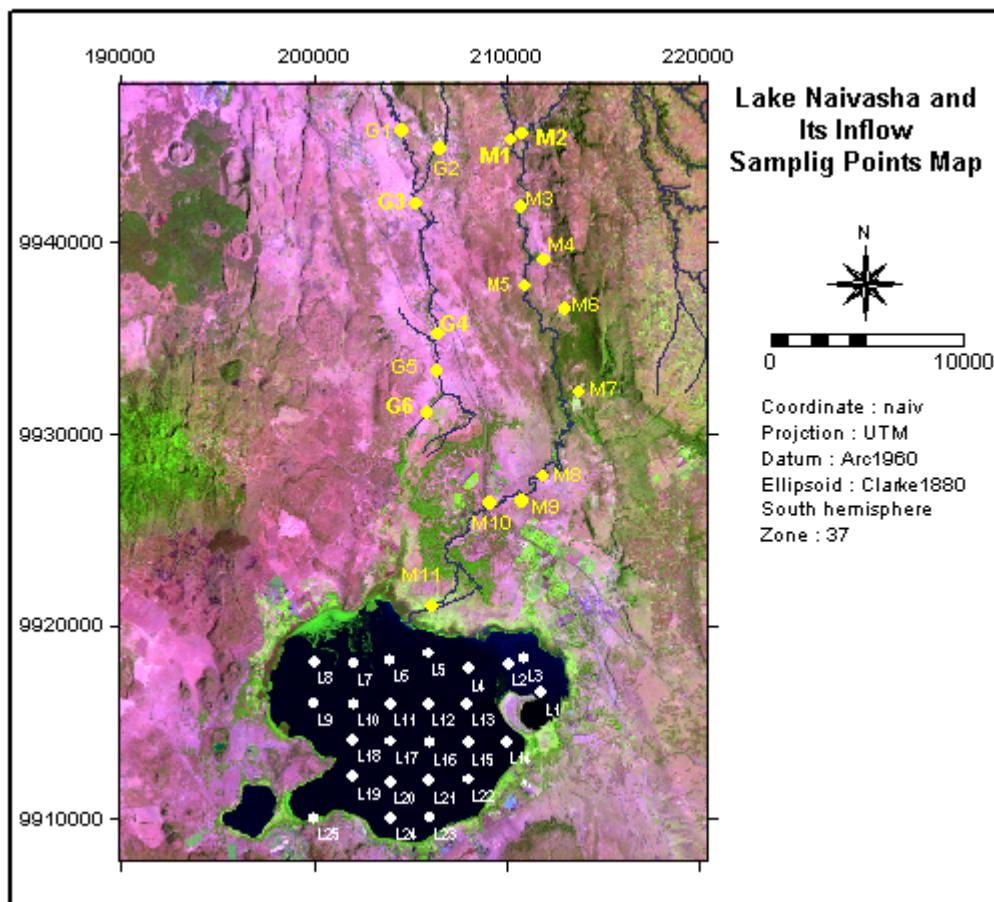 190000 200000 210000 220000
Lake Naivasha and
Its Inflow
Samplig Points Map
G1
G2
M1
M2
G3
M3
9940000
M4
M5
M6
N
G4
G5
M7
0 10000
G6
Coordinate : naiv
Projction : UTM
Datum : Arc1960
Ellipsoid : Clarke1880
South hemisphere
Zone : 37
9930000
M8
M10
M9
M11
9920000
L8
L7
L6
L5
L4
L2
L3
L9
L10
L11
L12
L13
L1
L18
L17
L16
L15
L14
L19
L20
L21
L22
9910000
L25
L24
L23